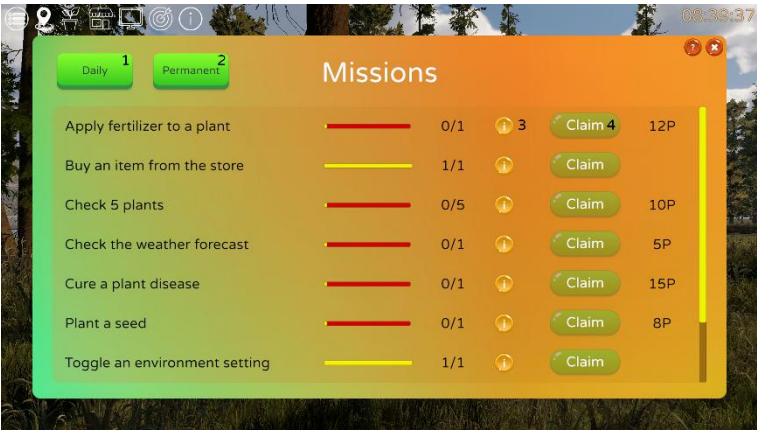 08:39:37
Daily 1
Permanent 2
Missions
Apply fertilizer to a plant 0/1 3 Claim 4 12P
Buy an item from the store 1/1 Claim
Check 5 plants 0/5 Claim 10P
Check the weather forecast 0/1 Claim 5P
Cure a plant disease 0/1 Claim 15P
Plant a seed 0/1 Claim 8P
Toggle an environment setting 1/1 Claim